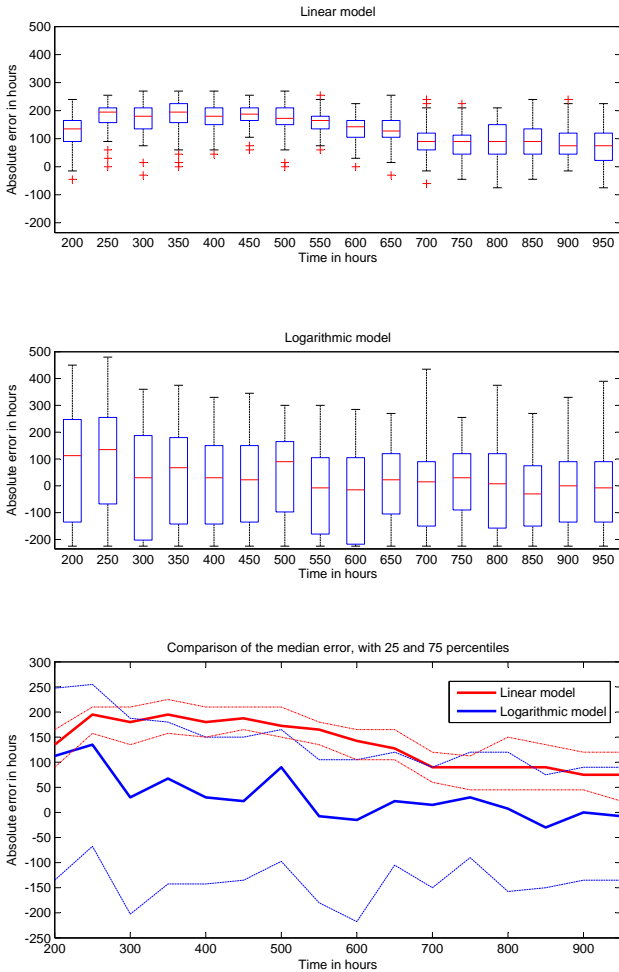 Linear model
500
400
300
200
100
0
-100
-200
Absolute error in hours
200 250 300 350 400 450 500 550 600 650 700 750 800 850 900 950
Time in hours
Logarithmic model
500
400
300
200
100
0
-100
-200
Absolute error in hours
200 250 300 350 400 450 500 550 600 650 700 750 800 850 900 950
Time in hours
Comparison of the median error, with 25 and 75 percentiles
300
250
200
150
100
50
0
-50
-100
-150
-200
-250
Absolute error in hours
Linear model
Logarithmic model
200 300 400 500 600 700 800 900
Time in hours